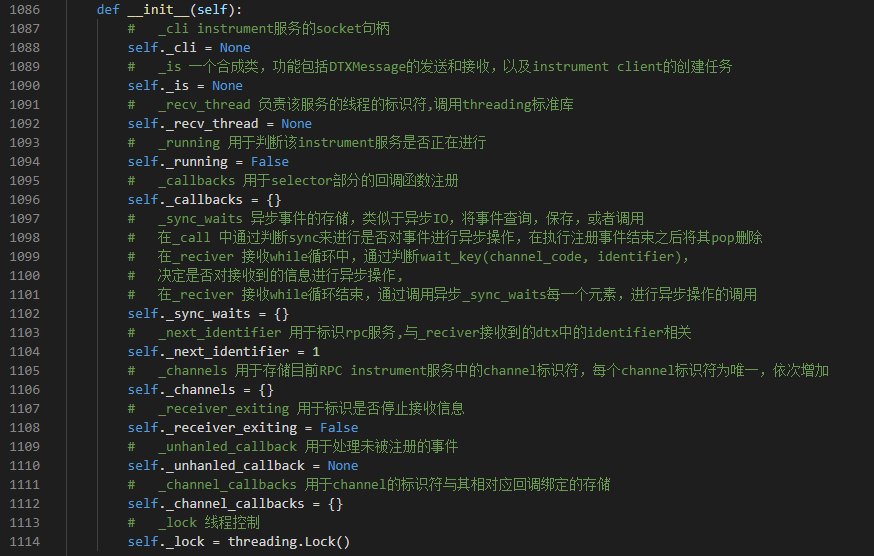 1086 def __init__(self):
1087 #   _cli instrument服务的socket句柄
1088 self._cli = None
1089 #   _is 一个合成类，功能包括DTXMessage的发送和接收，以及instrument client的创建任务
1090 self._is = None
1091 #   _recv_thread 负责该服务的线程的标识符,调用threading标准库
1092 self._recv_thread = None
1093 #   _running 用于判断该instrument服务是否正在进行
1094 self._running = False
1095 #   _callbacks 用于selector部分的回调函数注册
1096 self._callbacks = {}
1097 #   _sync_waits 异步事件的存储，类似于异步IO，将事件查询，保存，或者调用
1098 #   在_call 中通过判断sync来进行是否对事件进行异步操作，在执行注册事件结束之后将其pop删除
1099 #   在_reciver 接收while循环中，通过判断wait_key(channel_code, identifier)，
1100 #   决定是否对接收到的信息进行异步操作,
1101 #   在_reciver 接收while循环结束，通过调用异步_sync_waits每一个元素，进行异步操作的调用
1102 self._sync_waits = {}
1103 #   _next_identifier 用于标识rpc服务,与_reciver接收到的dtx中的identifier相关
1104 self._next_identifier = 1
1105 #   _channels 用于存储目前RPC instrument服务中的channel标识符，每个channel标识符为唯一，依次增加
1106 self._channels = {}
1107 #   _receiver_exiting 用于标识是否停止接收信息
1108 self._receiver_exiting = False
1109 #   _unhanled_callback 用于处理未被注册的事件
1110 self._unhanled_callback = None
1111 #   _channel_callbacks 用于channel的标识符与其相对应回调绑定的存储
1112 self._channel_callbacks = {}
1113 #   _lock 线程控制
1114 self._lock = threading.Lock()